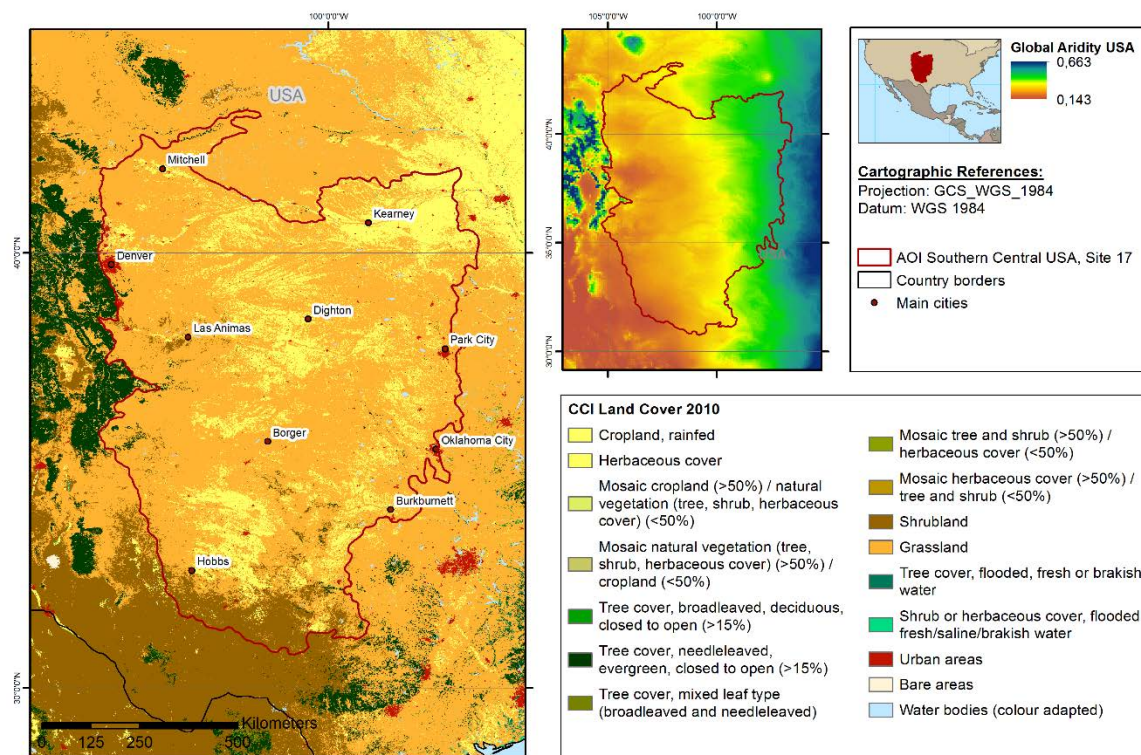 100°0'0"W
USA
Mitchell
Kearney
40°0'0"N
Denver
Dighton
Las Animas
Park City
Borger
Oklahoma City
Burkburnett
Hobbs
30°0'0"N
Kilometers
0 125 250 500
105°0'0"W 100°0'0"W
40°0'0"N
35°0'0"N
USA
30°0'0"N
Global Aridity USA
0,663
0,143
Cartographic References:
Projection: GCS_WGS_1984
Datum: WGS 1984
AOI Southern Central USA, Site 17
Country borders
Main cities
CCI Land Cover 2010
Cropland, rainfed
Herbaceous cover
Mosaic cropland (>50%) / natural
vegetation (tree, shrub, herbaceous
cover) (<50%)
Mosaic natural vegetation (tree,
shrub, herbaceous cover) (>50%) /
cropland (<50%)
Tree cover, broadleaved, deciduous,
closed to open (>15%)
Tree cover, needleleaved,
evergreen, closed to open (>15%)
Tree cover, mixed leaf type
(broadleaved and needleleaved)
Mosaic tree and shrub (>50%) /
herbaceous cover (<50%)
Mosaic herbaceous cover (>50%) /
tree and shrub (<50%)
Shrubland
Grassland
Tree cover, flooded, fresh or brakish
water
Shrub or herbaceous cover, flooded,
fresh/saline/brakish water
Urban areas
Bare areas
Water bodies (colour adapted)